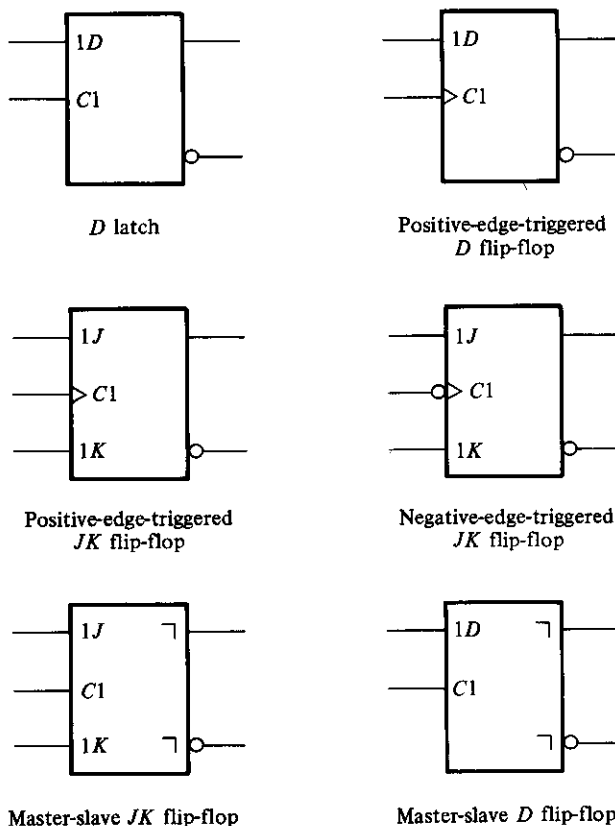 1D
C1
D latch
1D
C1
Positive-edge-triggered
D flip-flop
1J
C1
1K
Positive-edge-triggered
JK flip-flop
1J
C1
1K
Negative-edge-triggered
JK flip-flop
1J
C1
1K
Master-slave JK flip-flop
1D
C1
Master-slave D flip-flop